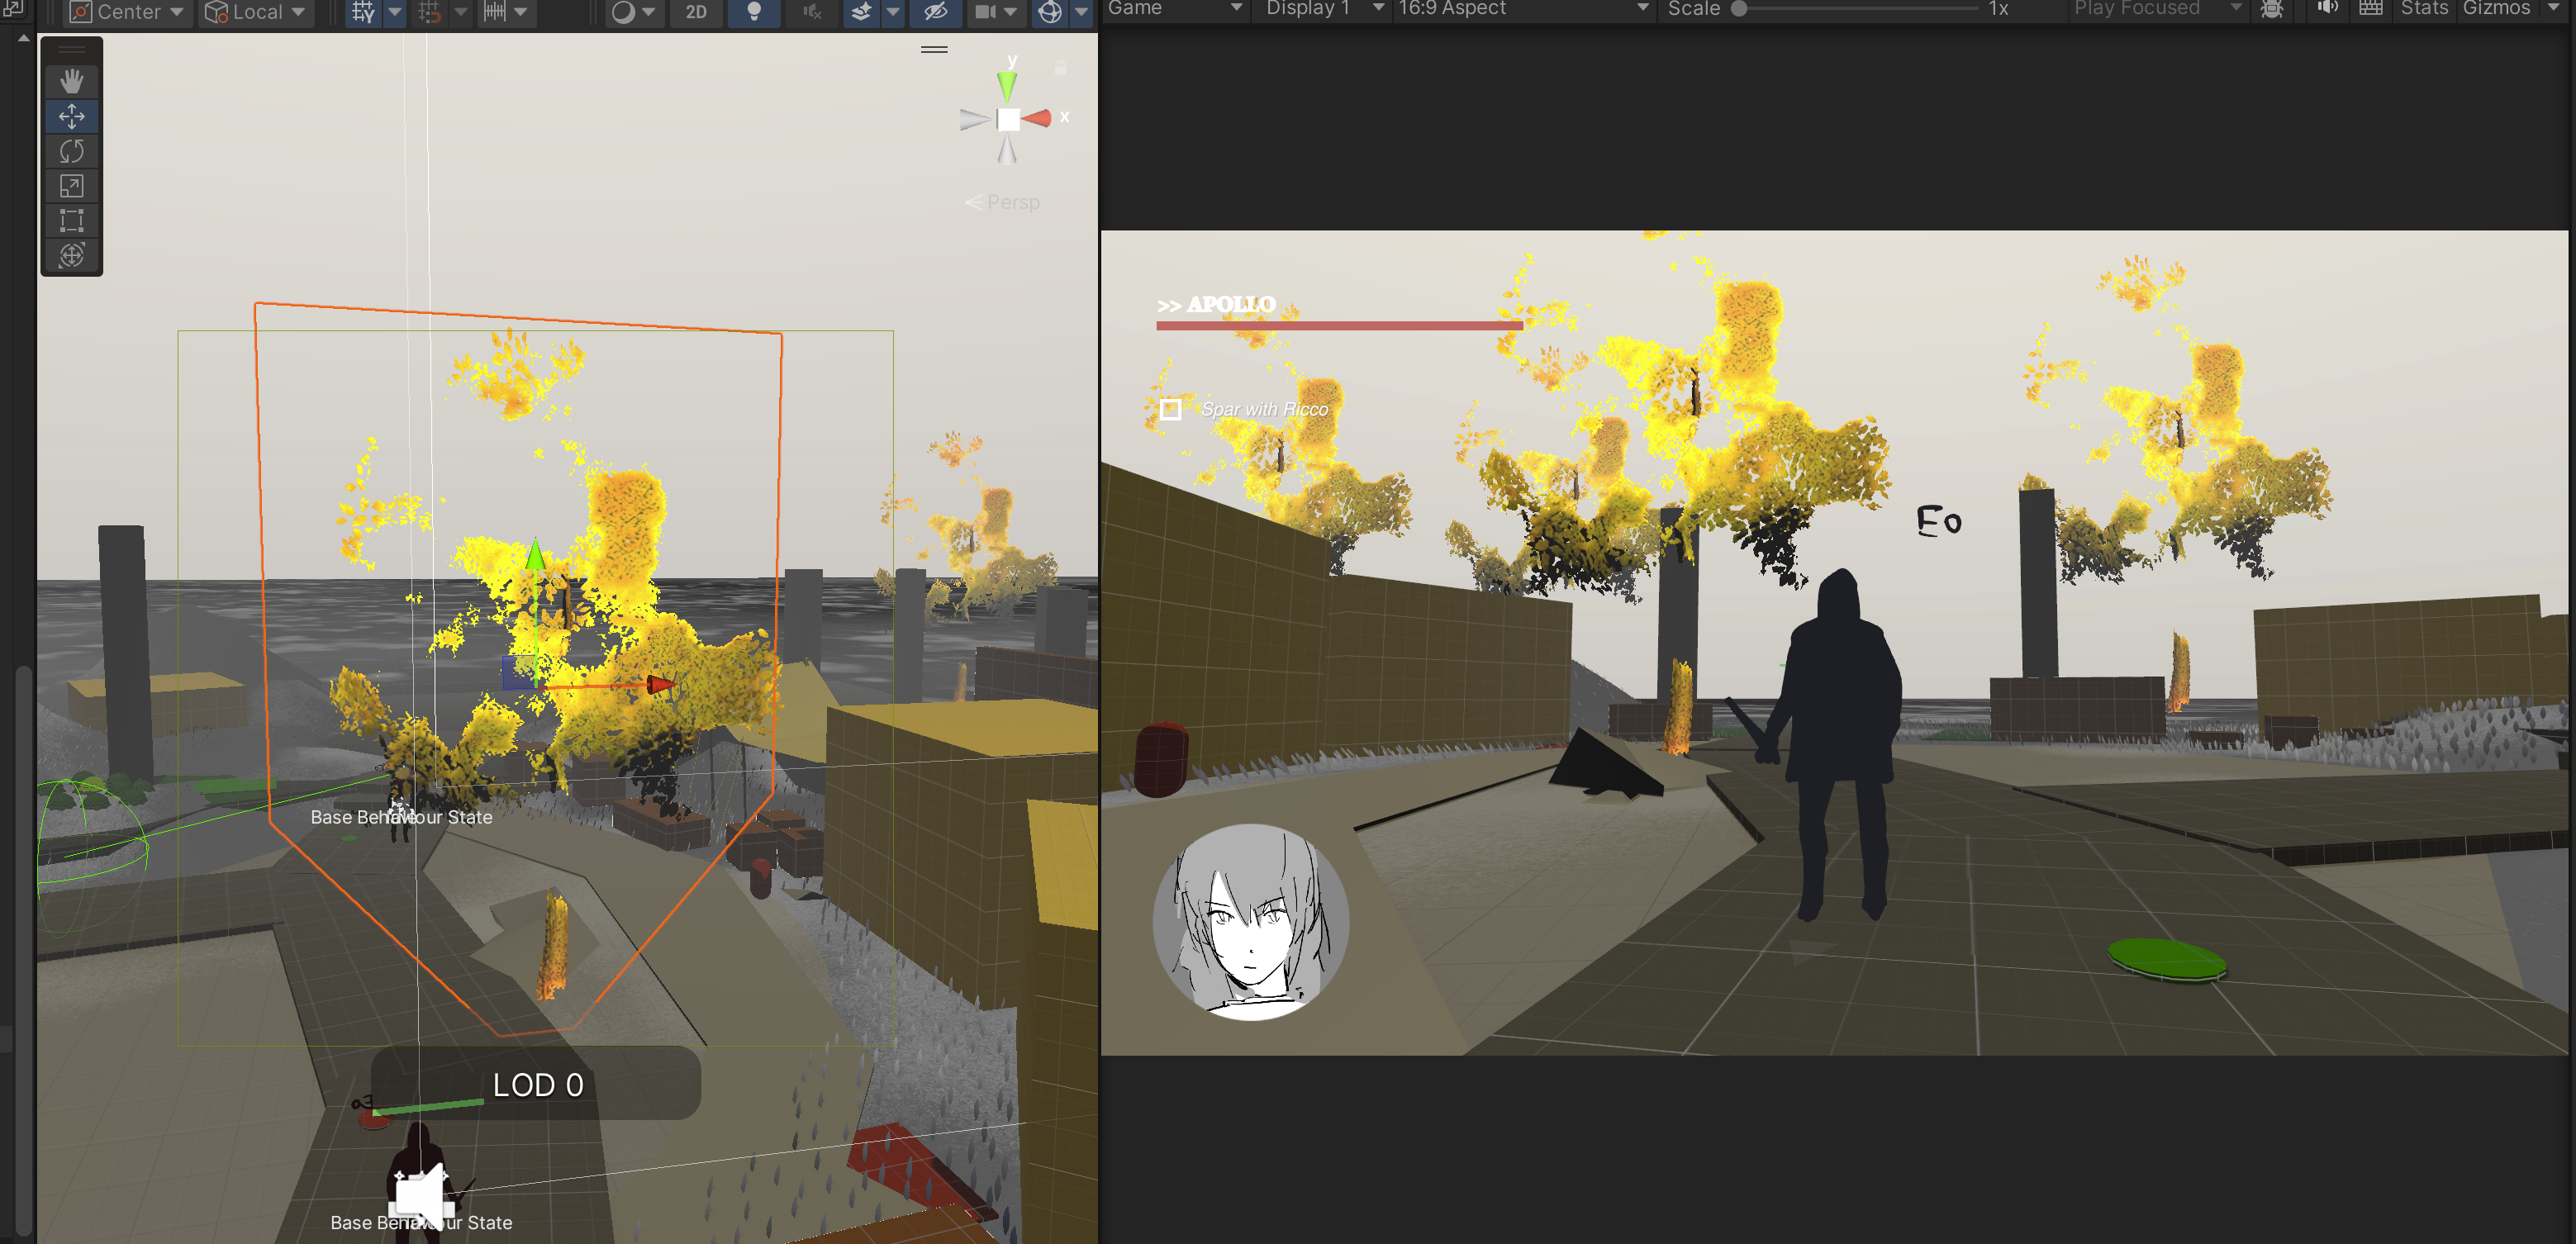 Center
Local
2D
y
x
Persp
Base Behaviour State
LOD 0
Base Behaviour State
Game
Display 1
16:9 Aspect
Scale
1x
Play Focused
Stats
Gizmos
>> APOLLO
Spar with Ricco
Eo